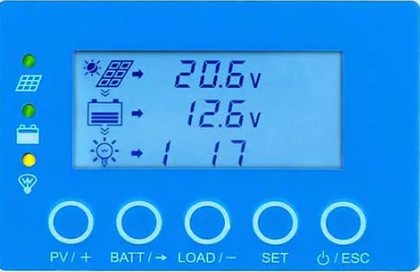 20.6v
12.6v
1 17
PV / + BATT / → LOAD / − SET ⏻ / ESC